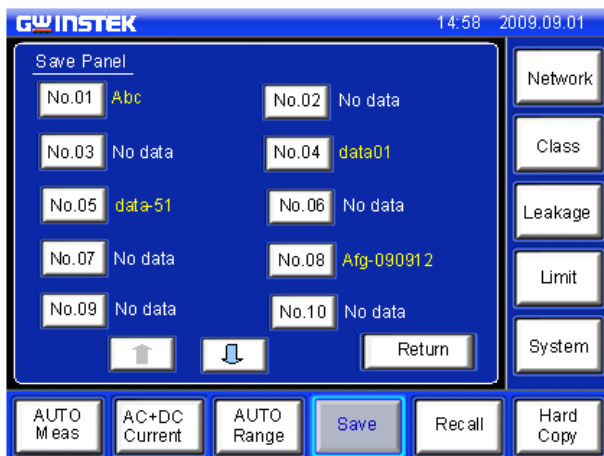 GWINSTEK 14:58 2009.09.01
Save Panel
No.01 Abc No.02 No data
No.03 No data No.04 data01
No.05 data-51 No.06 No data
No.07 No data No.08 Afg-090912
No.09 No data No.10 No data
Return
Network
Class
Leakage
Limit
System
AUTO
Meas
AC+DC
Current
AUTO
Range
Save
Recall
Hard
Copy